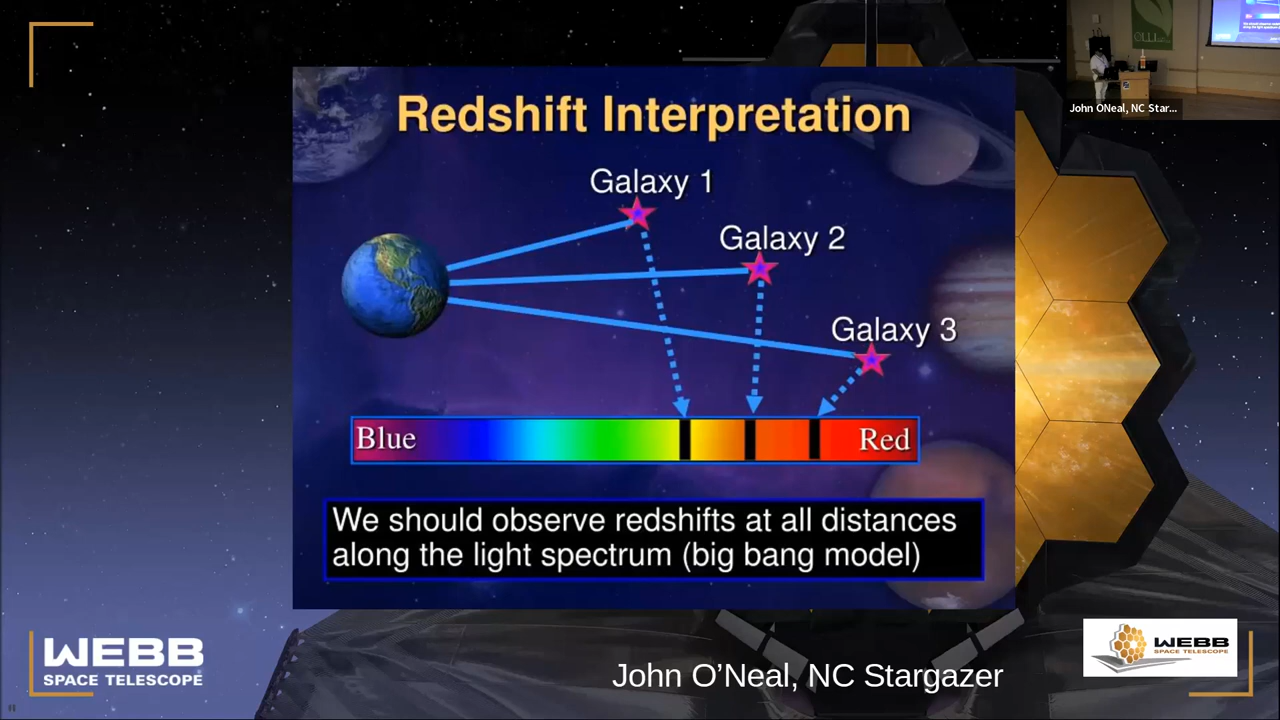 Redshift Interpretation
Galaxy 1
Galaxy 2
Galaxy 3
Blue
Red
We should observe redshifts at all distances
along the light spectrum (big bang model)
John ONeal, NC Star...
WEBB
SPACE TELESCOPE
John O’Neal, NC Stargazer
WEBB
SPACE TELESCOPE